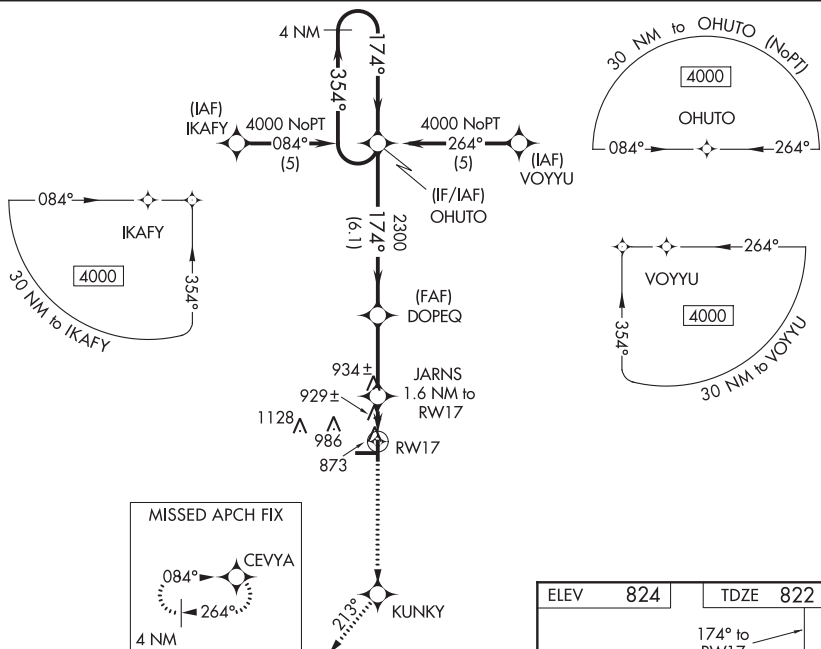 4 NM
174°
354°
(IAF)
IKAFY
4000 NoPT
084°
(5)
4000 NoPT
264°
(5)
(IAF)
VOYYU
(IF/IAF)
OHUTO
30 NM to OHUTO (NoPT)
4000
OHUTO
084°
264°
084°
IKAFY
4000
354°
30 NM to IKAFY
2300
174°
(6.1)
264°
VOYYU
4000
354°
30 NM to VOYYU
(FAF)
DOPEQ
934±
JARNS
1.6 NM to
RW17
929±
1128
986
873
RW17
MISSED APCH FIX
CEVYA
084°
264°
4 NM
KUNKY
213°
ELEV 824
TDZE 822
174° to
RW17